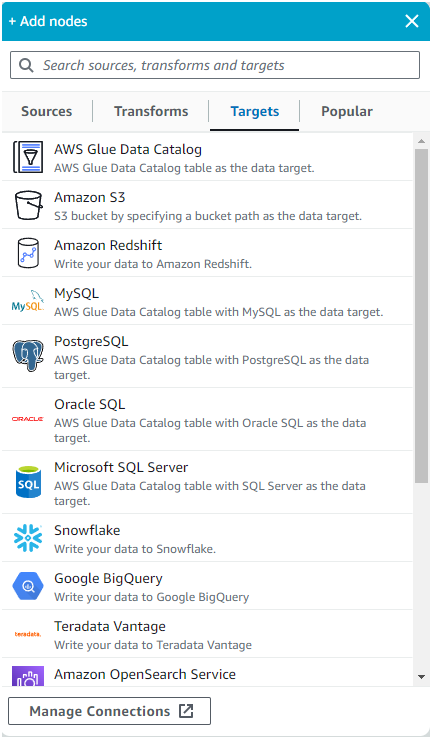 + Add nodes
Search sources, transforms and targets
Sources Transforms Targets Popular
AWS Glue Data Catalog
AWS Glue Data Catalog table as the data target.
Amazon S3
S3 bucket by specifying a bucket path as the data target.
Amazon Redshift
Write your data to Amazon Redshift.
MySQL
MySQL
AWS Glue Data Catalog table with MySQL as the data target.
PostgreSQL
AWS Glue Data Catalog table with PostgreSQL as the data
target.
Oracle SQL
ORACLE
AWS Glue Data Catalog table with Oracle SQL as the data
target.
Microsoft SQL Server
SQL
AWS Glue Data Catalog table with SQL Server as the data
target.
Snowflake
Write your data to Snowflake.
Google BigQuery
Write your data to Google BigQuery
Teradata Vantage
teradata.
Write your data to Teradata Vantage
Amazon OpenSearch Service
Manage Connections